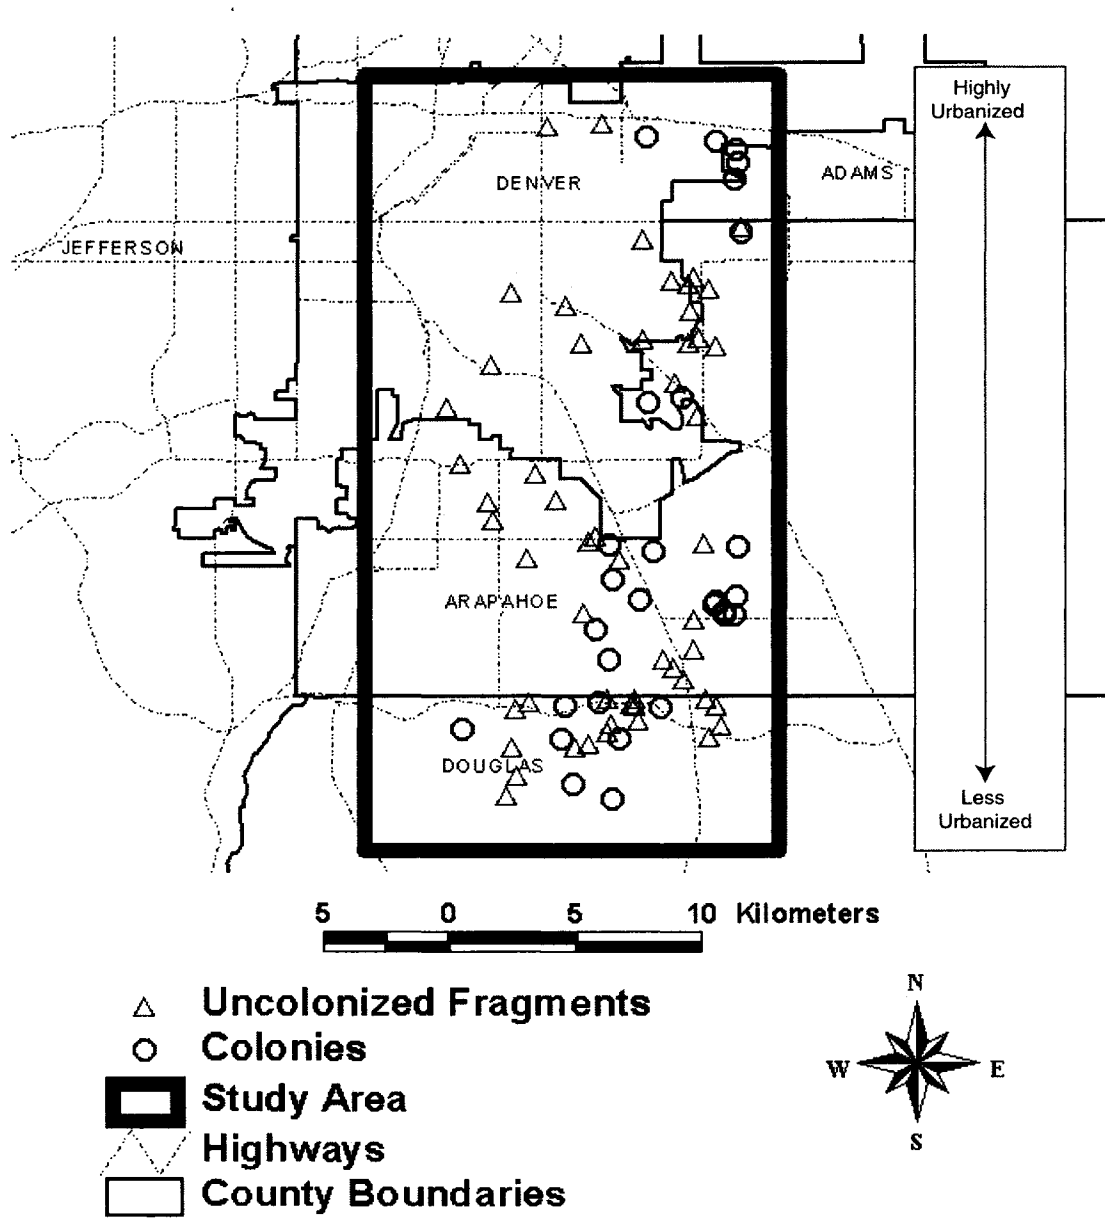 Highly
Urbanized
DENVER
ADAMS
JEFFERSON
ARAPAHOE
DOUGLAS
Less
Urbanized
5 0 5 10 Kilometers
Uncolonized Fragments
Colonies
Study Area
Highways
County Boundaries
N
W E
S